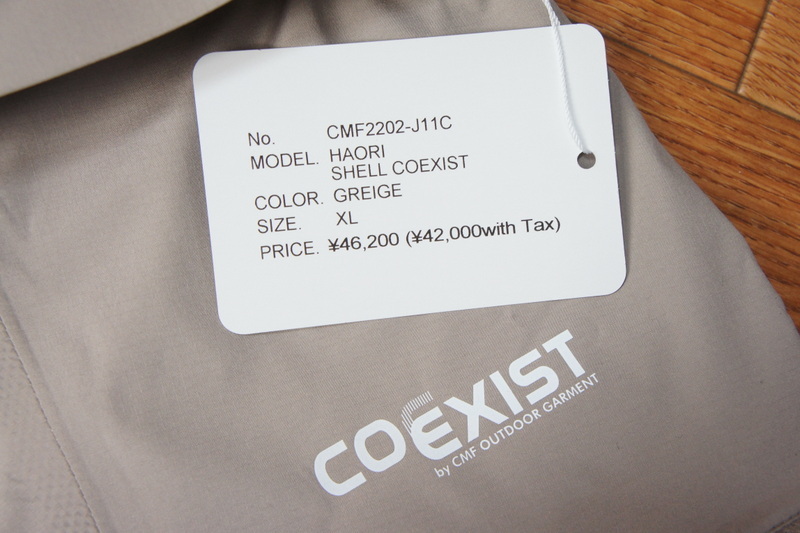 No. CMF2202-J11C
MODEL. HAORI
SHELL COEXIST
COLOR. GREIGE
SIZE. XL
PRICE. ¥46,200 (¥42,000with Tax)
COEXIST
by CMF OUTDOOR GARMENT